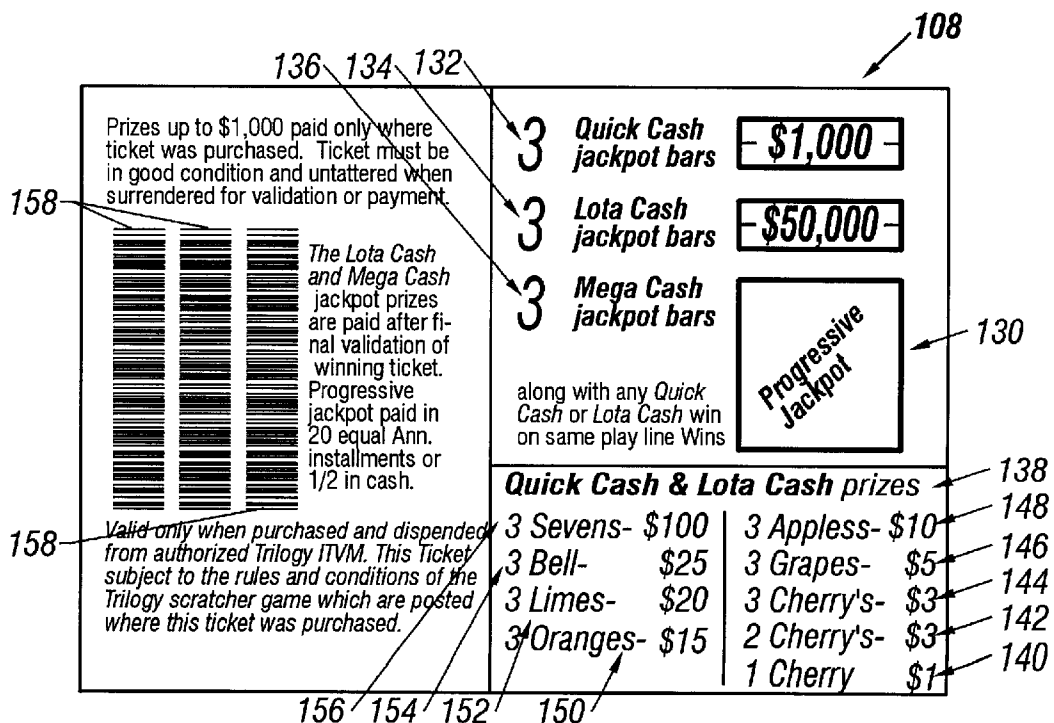 108
136
134
132
Prizes up to $1,000 paid only where
ticket was purchased. Ticket must be
in good condition and untattered when
surrendered for validation or payment.
158
The Lota Cash
and Mega Cash
jackpot prizes
are paid after fi-
nal validation of
winning ticket.
Progressive
jackpot paid in
20 equal Ann.
installments or
1/2 in cash.
158
Valid only when purchased and dispended
from authorized Trilogy ITVM. This Ticket
subject to the rules and conditions of the
Trilogy scratcher game which are posted
where this ticket was purchased.
3 Quick Cash
jackpot bars
- $1,000 -
3 Lota Cash
jackpot bars
- $50,000 -
3 Mega Cash
jackpot bars
Progressive
Jackpot
130
along with any Quick
Cash or Lota Cash win
on same play line Wins
Quick Cash & Lota Cash prizes
138
3 Sevens- $100
3 Bell- $25
3 Limes- $20
3 Oranges- $15
3 Appless- $10
148
3 Grapes- $5
146
3 Cherry's- $3
144
2 Cherry's- $3
142
1 Cherry $1
140
156
154
152
150